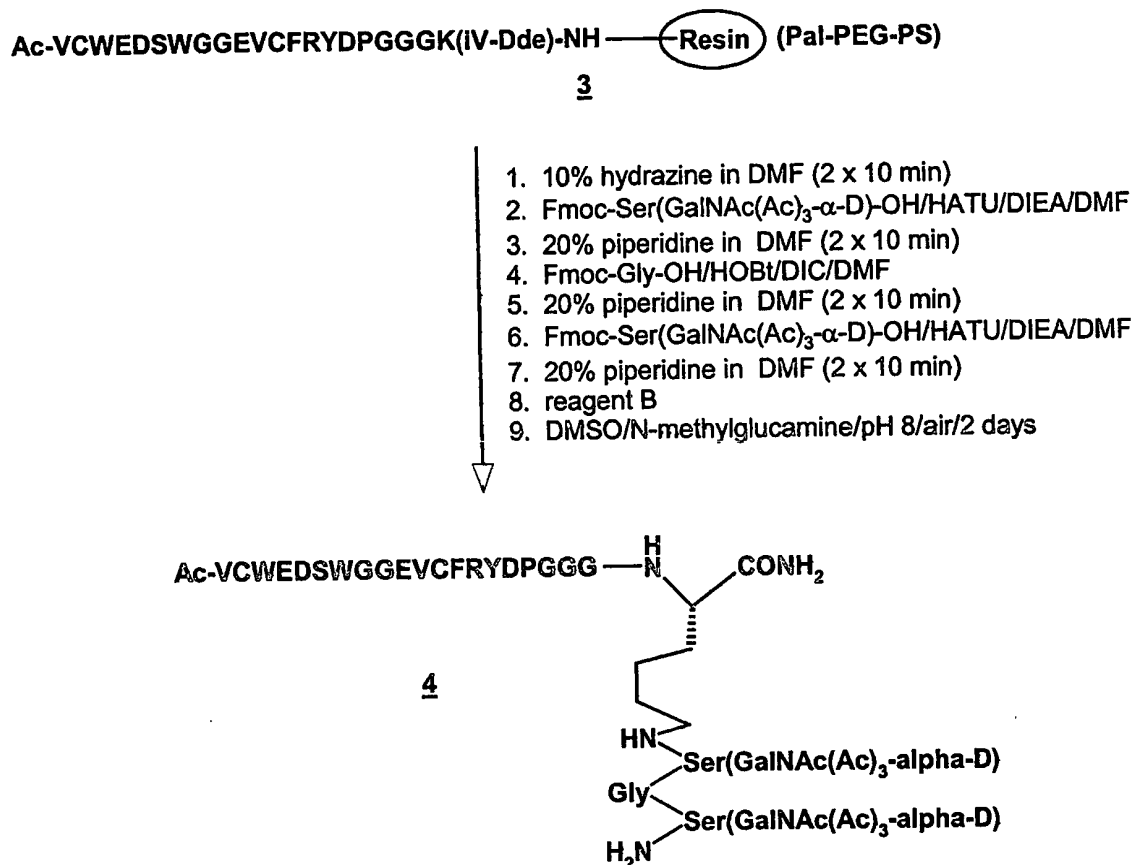 Ac-VCWEDSWGGEVCFRYDPGGGK(iV-Dde)-NH Resin (Pal-PEG-PS)
3
1. 10% hydrazine in DMF (2 x 10 min)
2. Fmoc-Ser(GalNAc(Ac)3-α-D)-OH/HATU/DIEA/DMF
3. 20% piperidine in DMF (2 x 10 min)
4. Fmoc-Gly-OH/HOBt/DIC/DMF
5. 20% piperidine in DMF (2 x 10 min)
6. Fmoc-Ser(GalNAc(Ac)3-α-D)-OH/HATU/DIEA/DMF
7. 20% piperidine in DMF (2 x 10 min)
8. reagent B
9. DMSO/N-methylglucamine/pH 8/air/2 days
Ac-VCWEDSWGGEVCFRYDPGGG H N CONH2
4
HN
Ser(GalNAc(Ac)3-alpha-D)
Gly
Ser(GalNAc(Ac)3-alpha-D)
H2N